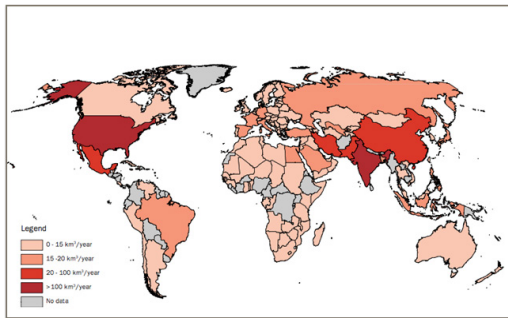 Legend
0 - 15 km³/year
15 -20 km³/year
20 - 100 km³/year
>100 km³/year
No data